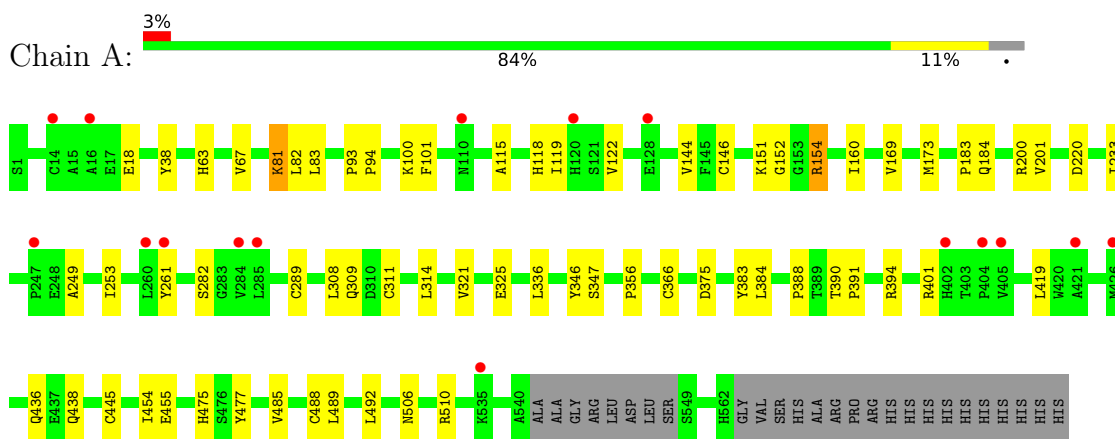 3%
Chain A:
84% 11% •
S1 C14 A15 A16 E17 E18 Y38 H63 V67 K81 L82 L83 P93 P94 K100 F101 N110 A115 H118 I119 H120 S121 V122 E128 V144 F145 C146 K151 G152 G153 R154 I160 V169 M173 P183 Q184 R200 V201 D220
P247 E248 A249 I253 L260 Y261 S282 G283 V284 L285 C289 L308 Q309 D310 C311 L314 V321 E325 L336 Y346 S347 P356 C366 D375 Y383 L384 P388 T389 T390 P391 R394 R401 H402 T403 P404 V405 L419 W420 A421 M426
Q436 E437 Q438 C445 I454 E455 H475 S476 Y477 V485 C488 L489 L492 N506 R510 K535 A540 ALA ALA GLY ARG LEU ASP LEU SER S549 H562 GLY VAL SER HIS ALA ARG PRO ARG HIS HIS HIS HIS HIS HIS HIS HIS HIS HIS